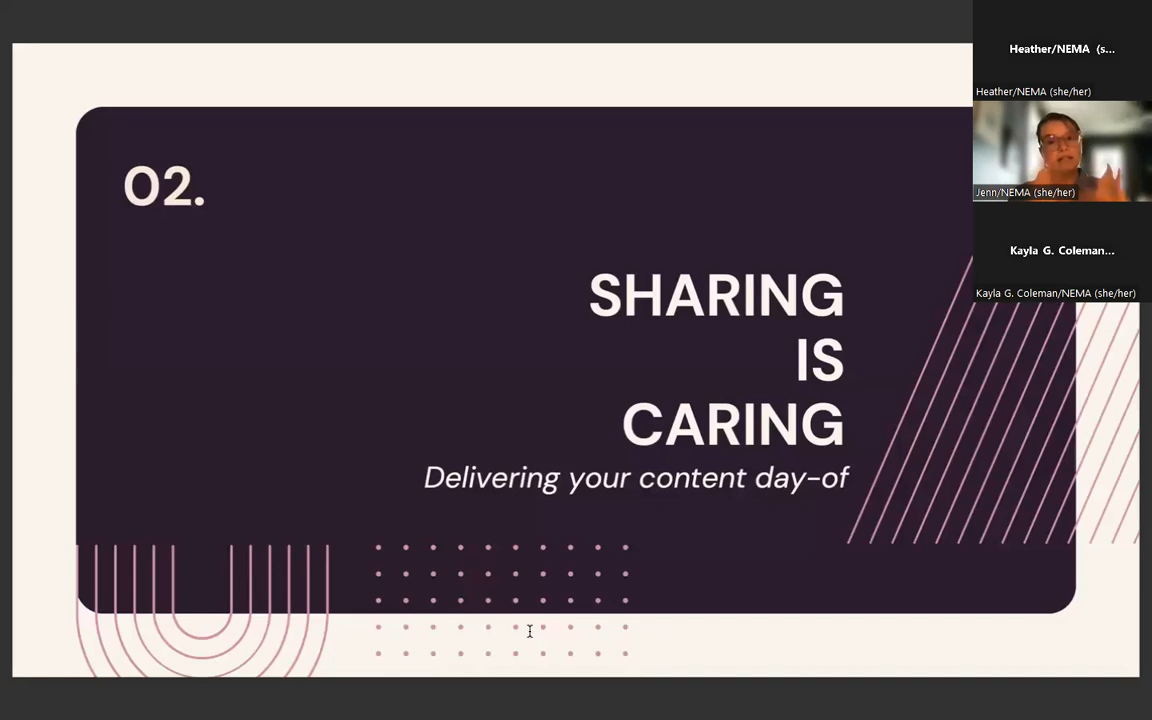 02.
SHARING
IS
CARING
Delivering your content day-of
Heather/NEMA (s...
Heather/NEMA (she/her)
Jenn/NEMA (she/her)
Kayla G. Coleman...
Kayla G. Coleman/NEMA (she/her)